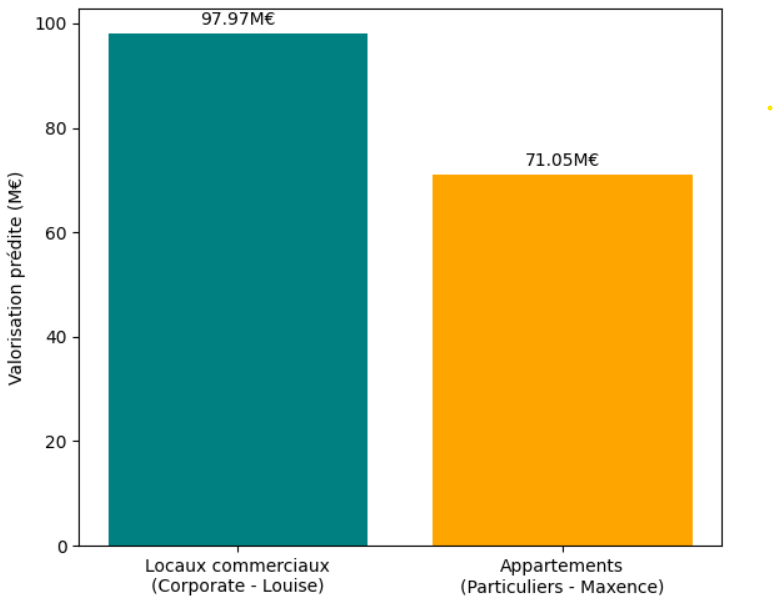 97.97M€
71.05M€
100
80
60
40
20
0
Valorisation prédite (M€)
Locaux commerciaux
(Corporate - Louise)
Appartements
(Particuliers - Maxence)